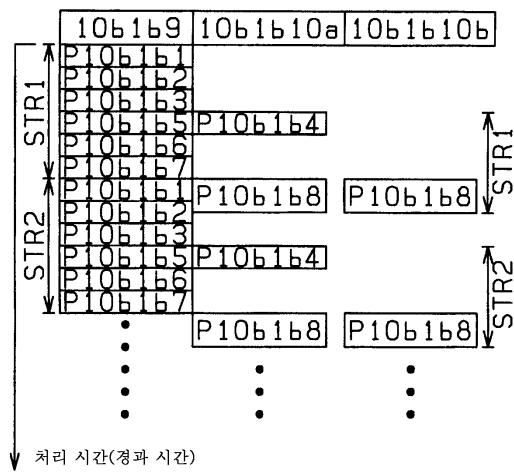 10b1b9 10b1b10a 10b1b10b
P10b1b1
P10b1b2
P10b1b3
P10b1b5 P10b1b4
P10b1b6
P10b1b7
P10b1b1 P10b1b8 P10b1b8
P10b1b2
P10b1b3
P10b1b5 P10b1b4
P10b1b6
P10b1b7
P10b1b8 P10b1b8
STR1
STR2
STR1
STR2
처리 시간(경과 시간)